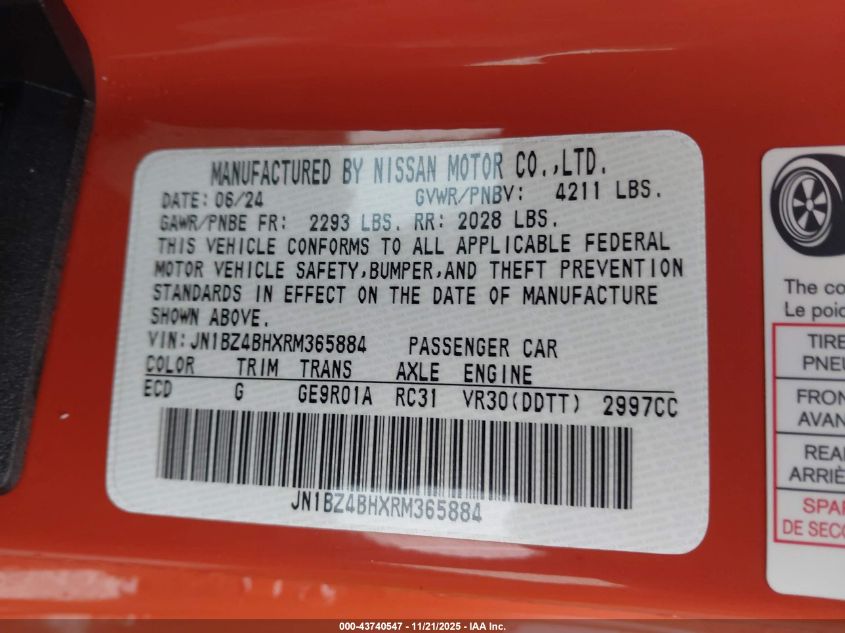 MANUFACTURED BY NISSAN MOTOR CO.,LTD.
DATE: 06/24 GVWR/PNBV: 4211 LBS.
GAWR/PNBE FR: 2293 LBS. RR: 2028 LBS.
THIS VEHICLE CONFORMS TO ALL APPLICABLE FEDERAL
MOTOR VEHICLE SAFETY,BUMPER,AND THEFT PREVENTION
STANDARDS IN EFFECT ON THE DATE OF MANUFACTURE
SHOWN ABOVE.
VIN:JN1BZ4BHXRM365884 PASSENGER CAR
COLOR TRIM TRANS AXLE ENGINE
ECD G GE9R01A RC31 VR30(DDTT) 2997CC
JN1BZ4BHXRM365884
The co
Le poid
TIRE
PNEU
FRON
AVAN
REA
ARRIÈ
SPAR
DE SECO
000-43740547 - 11/21/2025 - IAA Inc.